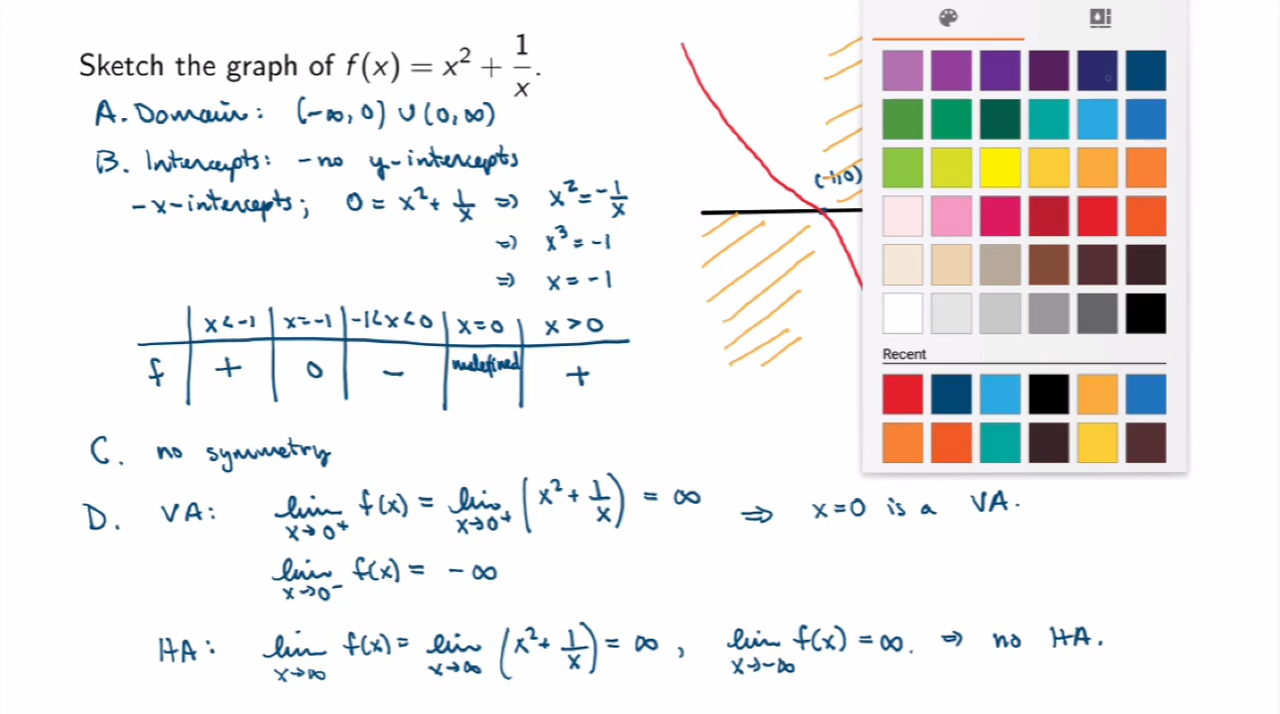 Sketch the graph of f(x) = x² + 1/x.
A. Domain: (-∞, 0) ∪ (0, ∞)
B. Intercepts: - no y-intercepts
- x-intercepts; 0 = x² + 1/x ⇒ x² = -1/x
⇒ x³ = -1
⇒ x = -1
(-1,0)
x < -1 | x = -1 | -1 < x < 0 | x = 0 | x > 0
f | + | 0 | - | undefined | +
C. no symmetry
D. VA: lim x→0⁺ f(x) = lim x→0⁺ (x² + 1/x) = ∞ ⇒ x = 0 is a VA.
lim x→0⁻ f(x) = -∞
HA: lim x→∞ f(x) = lim x→∞ (x² + 1/x) = ∞, lim x→-∞ f(x) = ∞. ⇒ no HA.
Recent